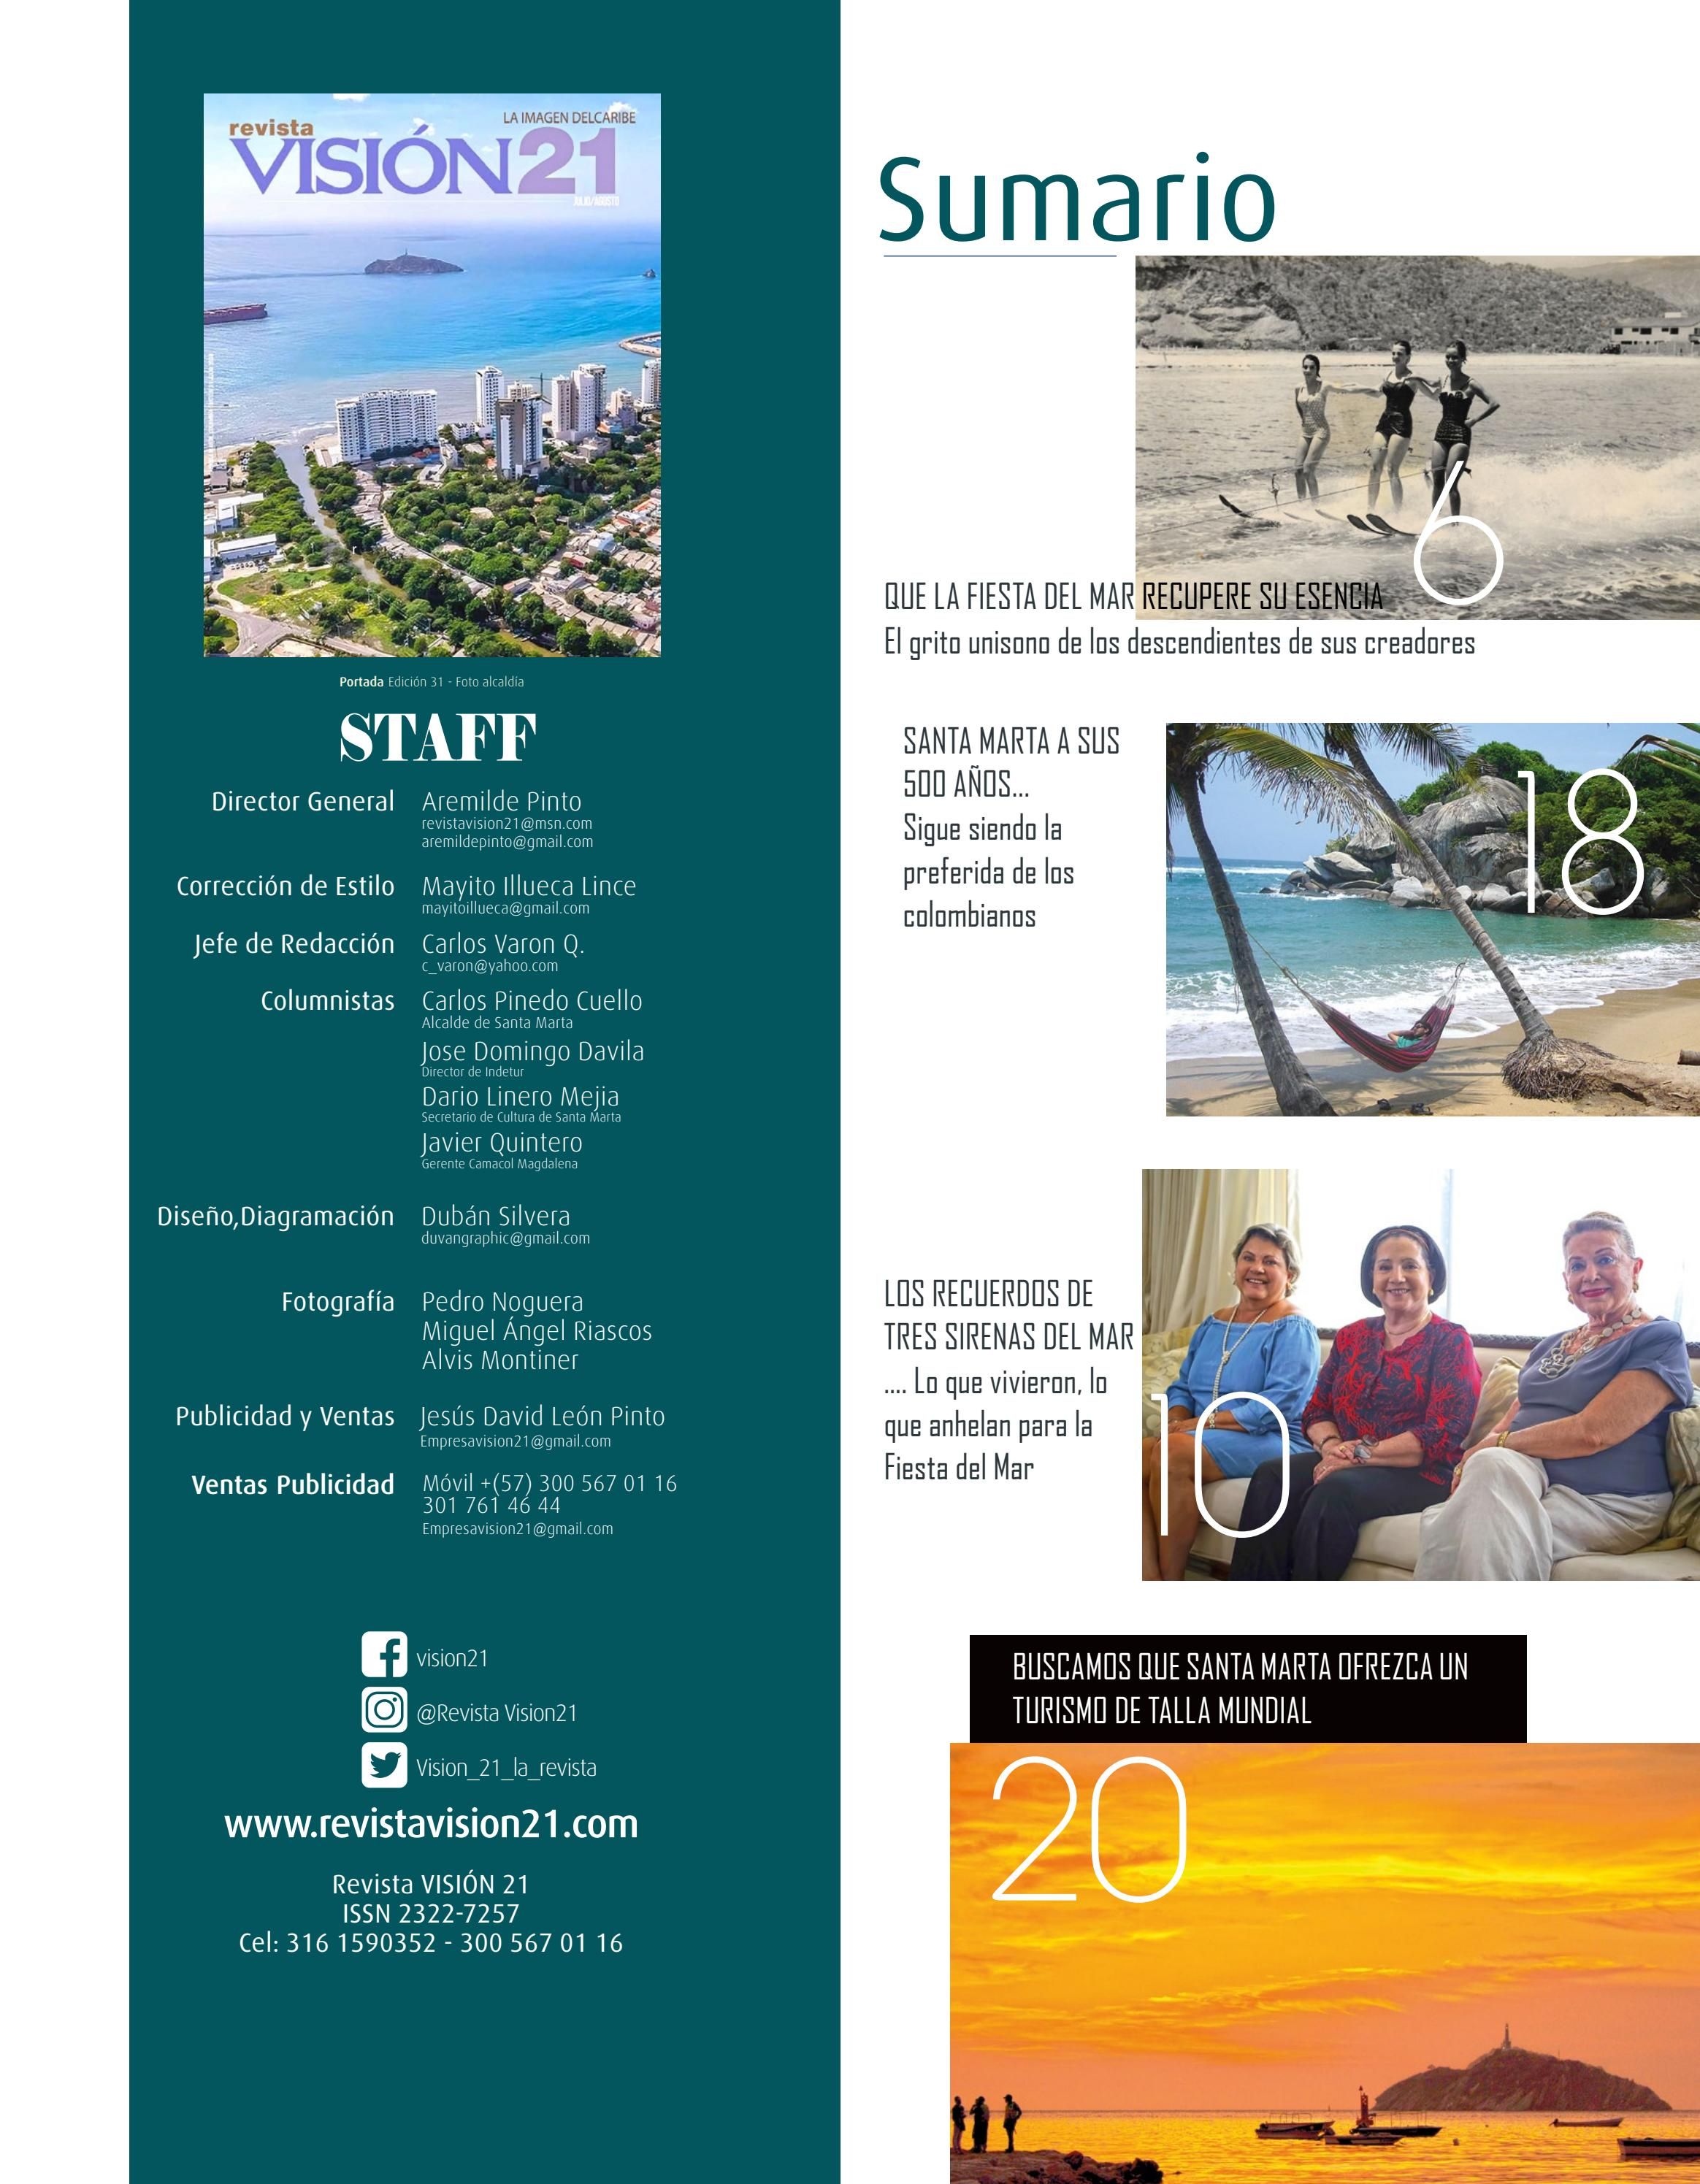 revista
LA IMAGEN DELCARIBE
VISIÓN21
JULIO/AGOSTO
Portada Edición 31 - Foto alcaldía
STAFF
Director General Aremilde Pinto
revistavision21@msn.com
aremildepinto@gmail.com
Corrección de Estilo Mayito Illueca Lince
mayitoillueca@gmail.com
Jefe de Redacción Carlos Varon Q.
c_varon@yahoo.com
Columnistas Carlos Pinedo Cuello
Alcalde de Santa Marta
Jose Domingo Davila
Director de Indetur
Dario Linero Mejia
Secretario de Cultura de Santa Marta
Javier Quintero
Gerente Camacol Magdalena
Diseño,Diagramación Dubán Silvera
duvangraphic@gmail.com
Fotografía Pedro Noguera
Miguel Ángel Riascos
Alvis Montiner
Publicidad y Ventas Jesús David León Pinto
Empresavision21@gmail.com
Ventas Publicidad Móvil +(57) 300 567 01 16
301 761 46 44
Empresavision21@gmail.com
vision21
@Revista Vision21
Vision_21_la_revista
www.revistavision21.com
Revista VISIÓN 21
ISSN 2322-7257
Cel: 316 1590352 - 300 567 01 16
Sumario
6
QUE LA FIESTA DEL MAR RECUPERE SU ESENCIA
El grito unisono de los descendientes de sus creadores
SANTA MARTA A SUS
500 AÑOS...
Sigue siendo la
preferida de los
colombianos
18
LOS RECUERDOS DE
TRES SIRENAS DEL MAR
.... Lo que vivieron, lo
que anhelan para la
Fiesta del Mar
10
BUSCAMOS QUE SANTA MARTA OFREZCA UN
TURISMO DE TALLA MUNDIAL
20